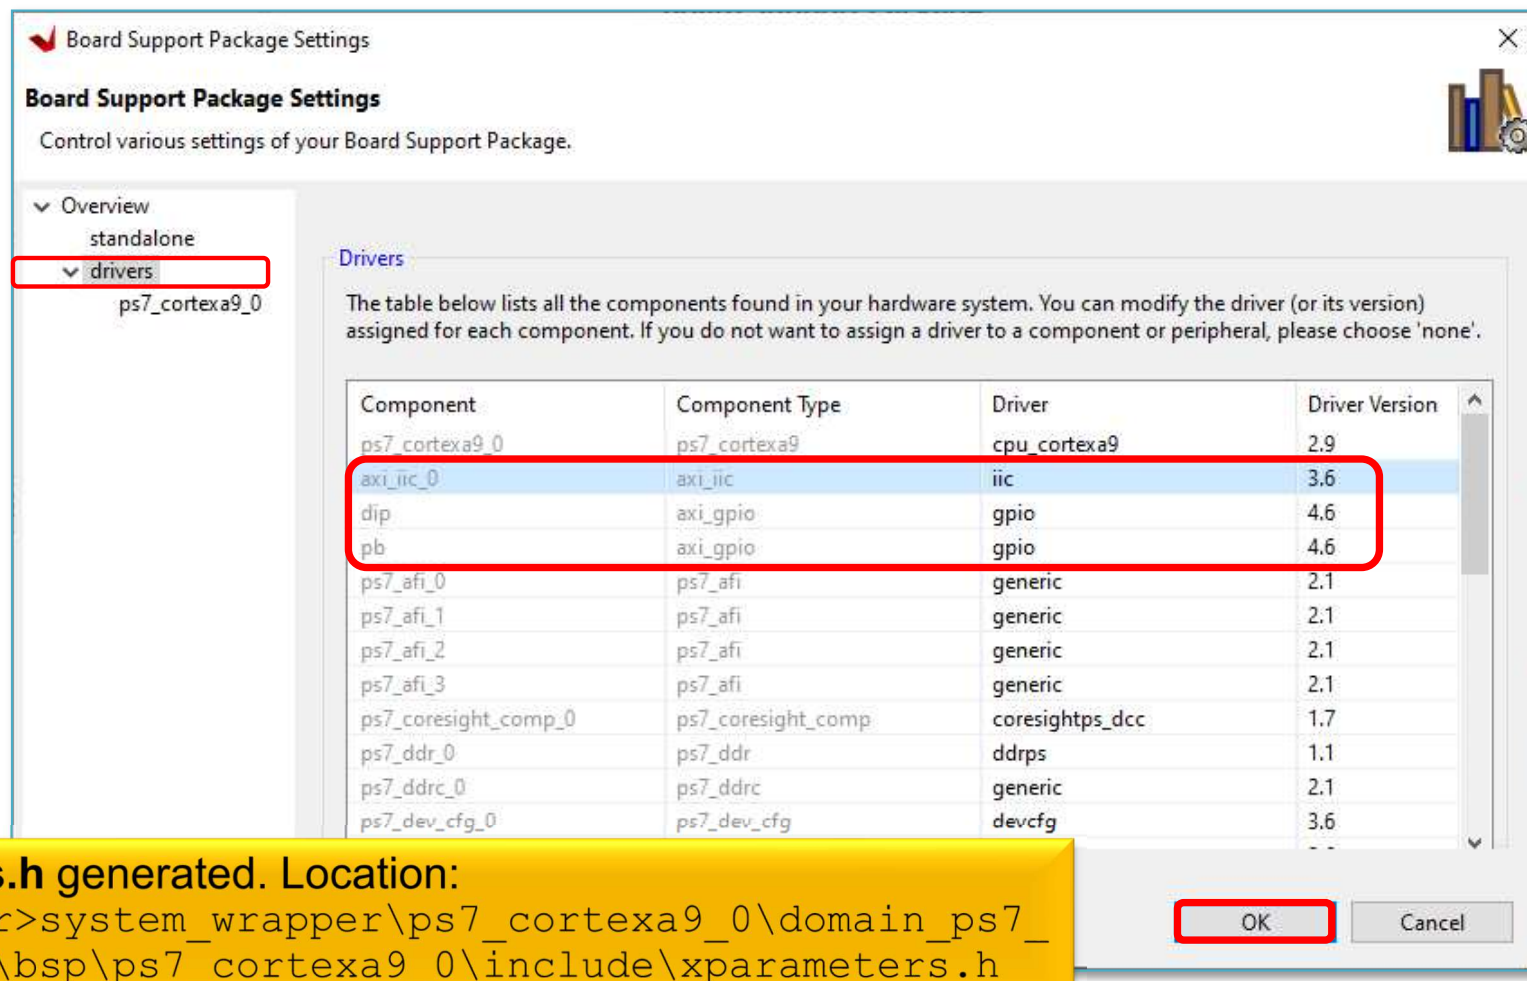 Board Support Package Settings
Board Support Package Settings
Control various settings of your Board Support Package.
Overview
standalone
drivers
ps7_cortexa9_0
Drivers
The table below lists all the components found in your hardware system. You can modify the driver (or its version)
assigned for each component. If you do not want to assign a driver to a component or peripheral, please choose 'none'.
Component Component Type Driver Driver Version
ps7_cortexa9_0 ps7_cortexa9 cpu_cortexa9 2.9
axi_iic_0 axi_iic iic 3.6
dip axi_gpio gpio 4.6
pb axi_gpio gpio 4.6
ps7_afi_0 ps7_afi generic 2.1
ps7_afi_1 ps7_afi generic 2.1
ps7_afi_2 ps7_afi generic 2.1
ps7_afi_3 ps7_afi generic 2.1
ps7_coresight_comp_0 ps7_coresight_comp coresightps_dcc 1.7
ps7_ddr_0 ps7_ddr ddrps 1.1
ps7_ddrc_0 ps7_ddrc generic 2.1
ps7_dev_cfg_0 ps7_dev_cfg devcfg 3.6
s.h generated. Location:
r>system_wrapper\ps7_cortexa9_0\domain_ps7_
\bsp\ps7_cortexa9_0\include\xparameters.h
OK Cancel